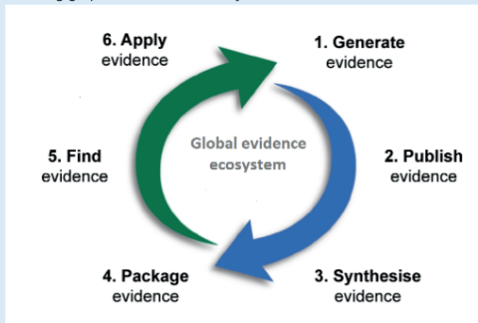 1. Generate
evidence
2. Publish
evidence
3. Synthesise
evidence
4. Package
evidence
5. Find
evidence
6. Apply
evidence
Global evidence
ecosystem